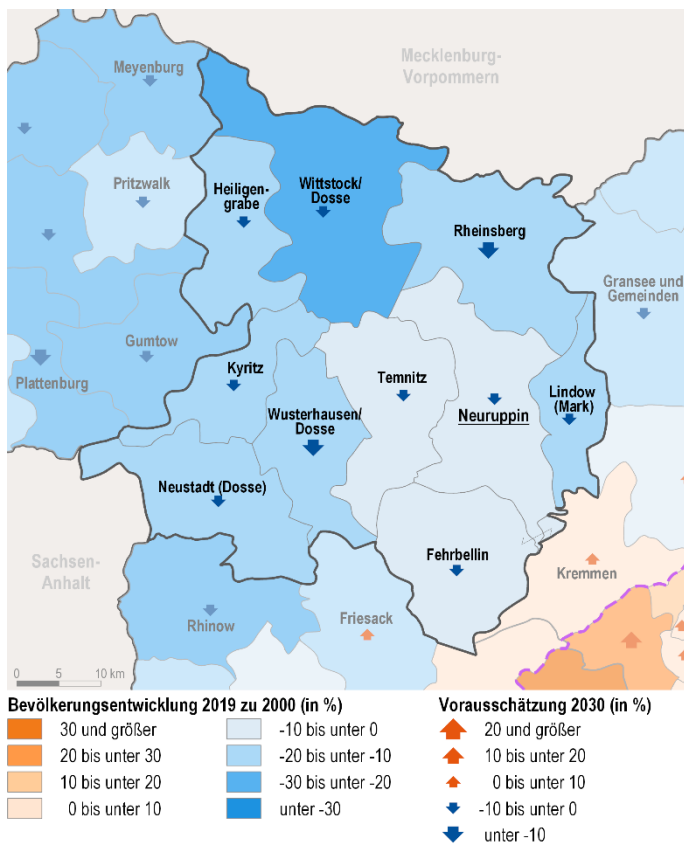 Mecklenburg-
Vorpommern
Meyenburg
Pritzwalk
Heiligen-
grabe
Wittstock/
Dosse
Rheinsberg
Gransee und
Gemeinden
Gumtow
Plattenburg
Kyritz
Temnitz
Wusterhausen/
Dosse
Neuruppin
Lindow
(Mark)
Neustadt (Dosse)
Fehrbellin
Sachsen-
Anhalt
Kremmen
Rhinow
Friesack
0 5 10 km
Bevölkerungsentwicklung 2019 zu 2000 (in %)
30 und größer
20 bis unter 30
10 bis unter 20
0 bis unter 10
-10 bis unter 0
-20 bis unter -10
-30 bis unter -20
unter -30
Vorausschätzung 2030 (in %)
20 und größer
10 bis unter 20
0 bis unter 10
-10 bis unter 0
unter -10